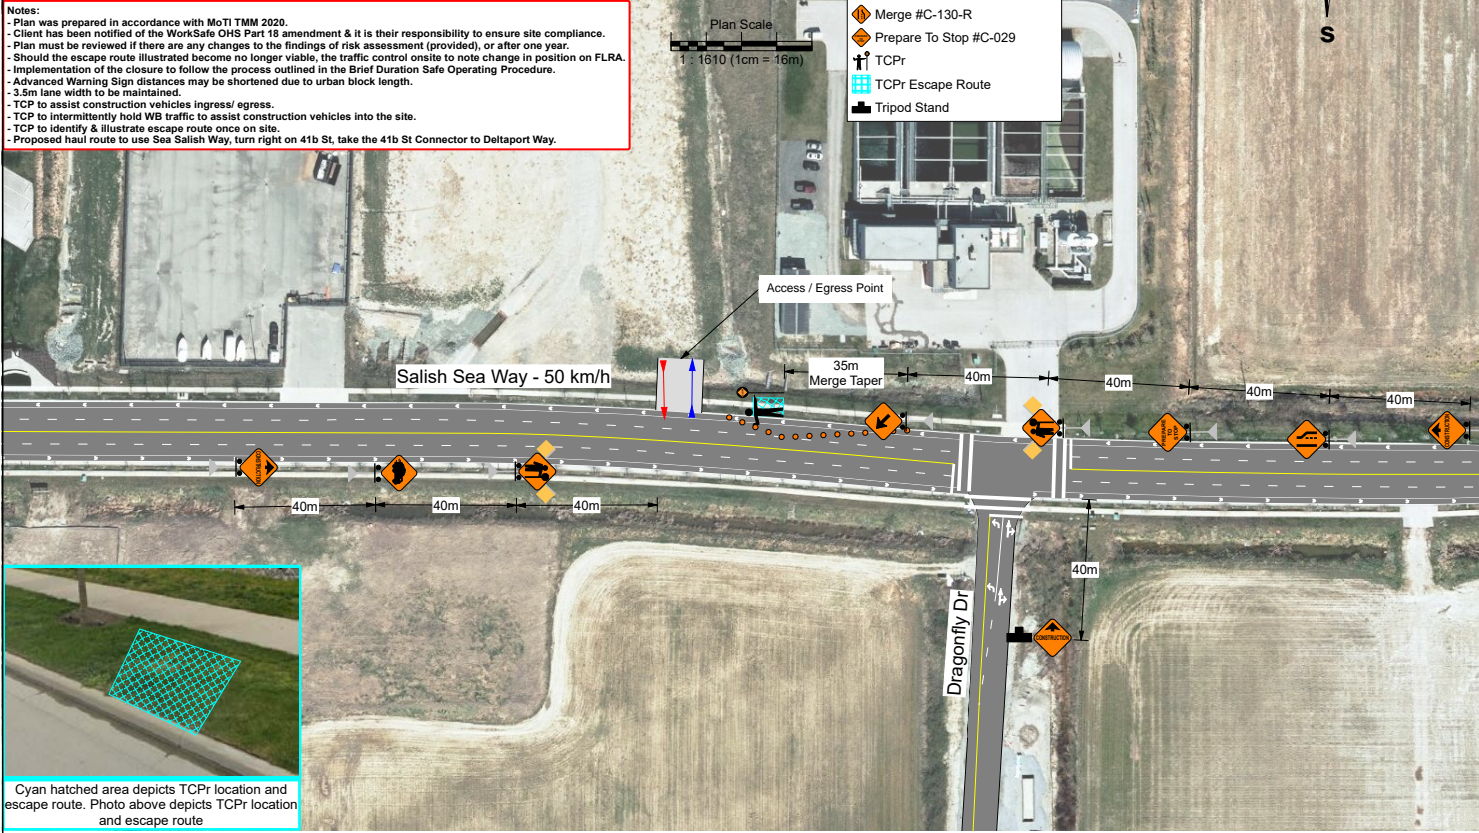 Notes:
- Plan was prepared in accordance with MoTI TMM 2020.
- Client has been notified of the WorkSafe OHS Part 18 amendment & it is their responsibility to ensure site compliance.
- Plan must be reviewed if there are any changes to the findings of risk assessment (provided), or after one year.
- Should the escape route illustrated become no longer viable, the traffic control onsite to note change in position on FLRA.
- Implementation of the closure to follow the process outlined in the Brief Duration Safe Operating Procedure.
- Advanced Warning Sign distances may be shortened due to urban block length.
- 3.5m lane width to be maintained.
- TCP to assist construction vehicles ingress/ egress.
- TCP to intermittently hold WB traffic to assist construction vehicles into the site.
- TCP to identify & illustrate escape route once on site.
- Proposed haul route to use Sea Salish Way, turn right on 41b St, take the 41b St Connector to Deltaport Way.
Plan Scale
1 : 1610 (1cm = 16m)
Merge #C-130-R
Prepare To Stop #C-029
TCPr
TCPr Escape Route
Tripod Stand
S
Access / Egress Point
Salish Sea Way - 50 km/h
35m
Merge Taper
40m
40m
40m
40m
PREPARE
TO
STOP
CONSTRUCTION
CONSTRUCTION
40m
40m
40m
40m
CONSTRUCTION
Dragonfly Dr
Cyan hatched area depicts TCPr location and
escape route. Photo above depicts TCPr location
and escape route